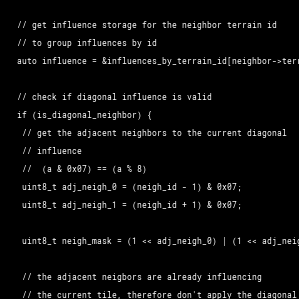 // get influence storage for the neighbor terrain id
// to group influences by id
auto influence = &influences_by_terrain_id[neighbor->terr
// check if diagonal influence is valid
if (is_diagonal_neighbor) {
// get the adjacent neighbors to the current diagonal
// influence
//  (a & 0x07) == (a % 8)
uint8_t adj_neigh_0 = (neigh_id - 1) & 0x07;
uint8_t adj_neigh_1 = (neigh_id + 1) & 0x07;
uint8_t neigh_mask = (1 << adj_neigh_0) | (1 << adj_neig
// the adjacent neigbors are already influencing
// the current tile, therefore don't apply the diagonal